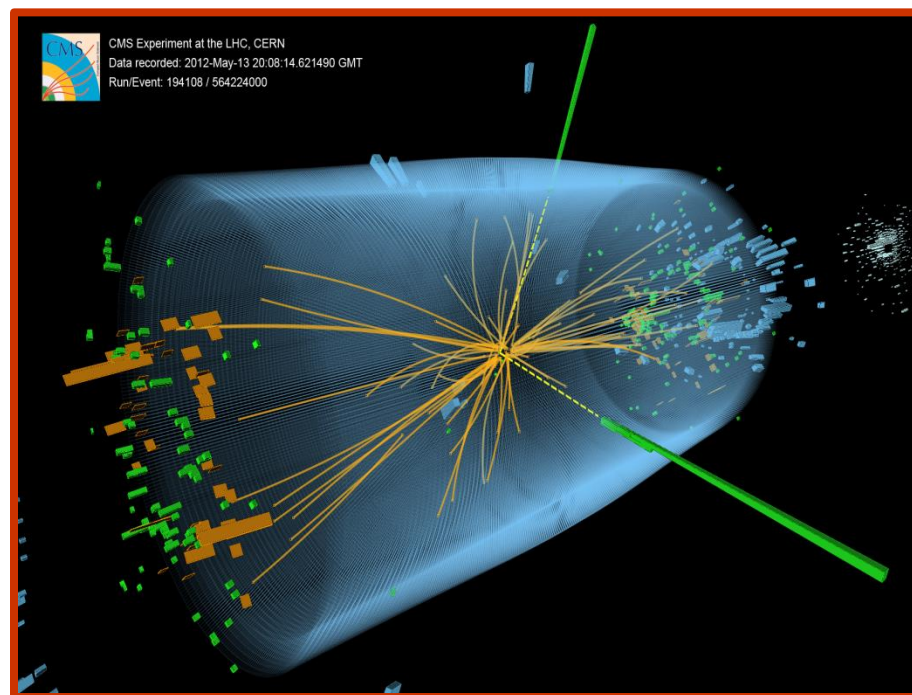 CMS
CMS Experiment at the LHC, CERN
Data recorded: 2012-May-13 20:08:14.621490 GMT
Run/Event: 194108 / 564224000